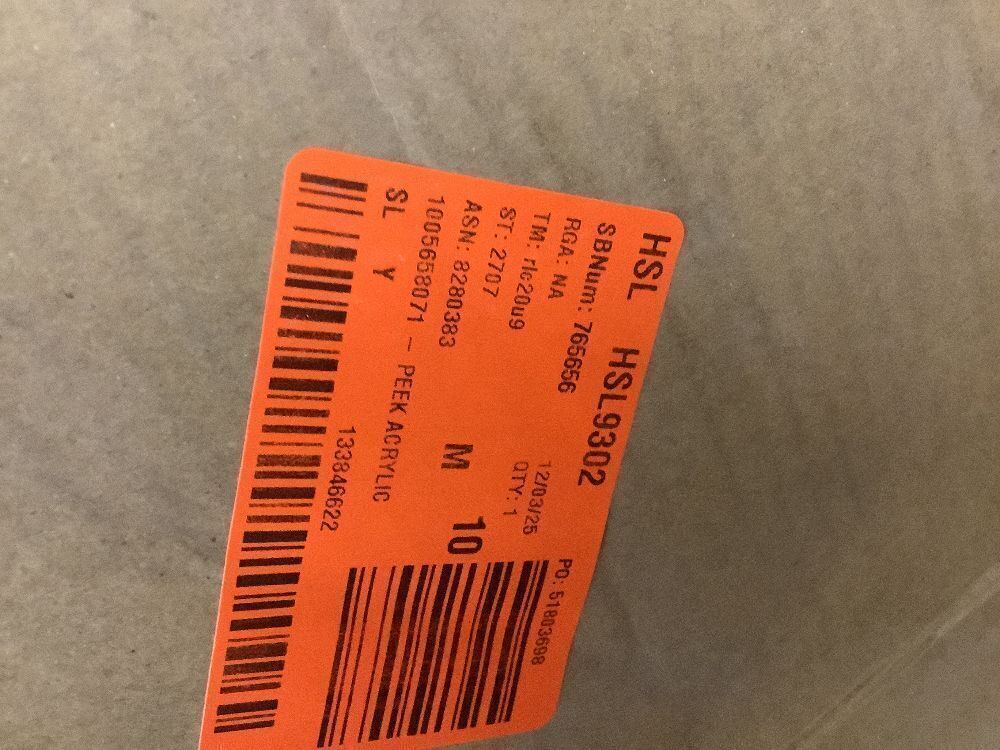 HSL HSL9302
SBNum: 765656
RGA: NA
TM: rlc20u9 12/03/25
ST: 2707 QTY: 1
PO: 51803698
ASN: 8280383 M 10
1005658071 - PEEK ACRYLIC
SL Y
133846622